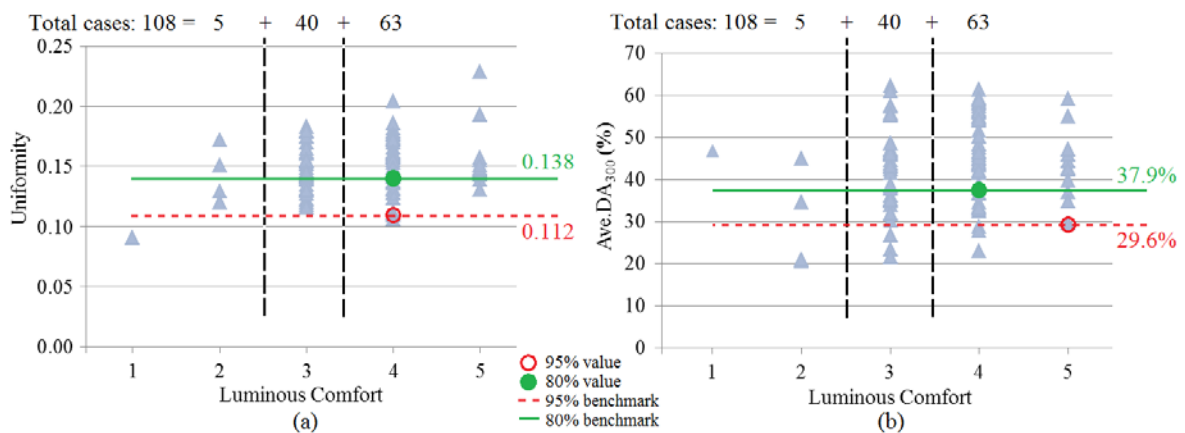 Total cases: 108 = 5 + 40 + 63
0.25
0.20
0.15
0.10
0.05
0.00
Uniformity
0.138
0.112
1 2 3 4 5
Luminous Comfort
(a)
95% value
80% value
95% benchmark
80% benchmark
Total cases: 108 = 5 + 40 + 63
70
60
50
40
30
20
10
0
Ave.DA300 (%)
37.9%
29.6%
1 2 3 4 5
Luminous Comfort
(b)